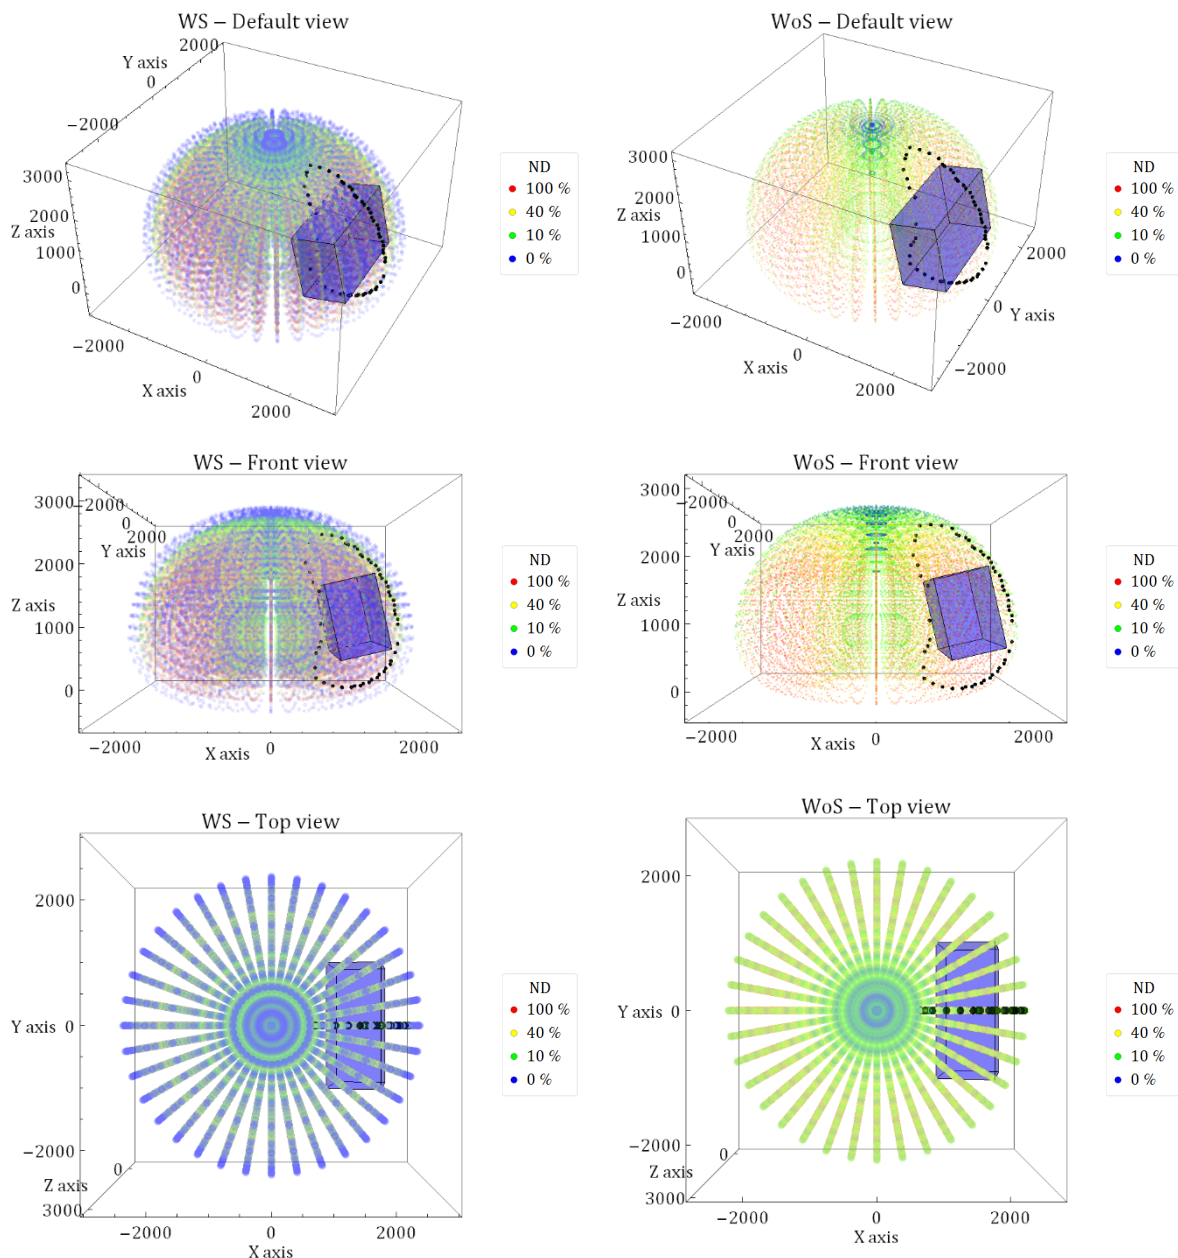 WS – Default view
2000
Y axis
0
−2000
3000
2000
Z axis
1000
0
−2000
0
X axis
2000
ND
100 %
40 %
10 %
0 %
WoS – Default view
3000
2000
Z axis
1000
0
−2000
0
X axis
2000
2000
0
Y axis
−2000
ND
100 %
40 %
10 %
0 %
WS – Front view
3000
−2000
0
2000
Y axis
2000
Z axis
1000
0
−2000
0
2000
X axis
ND
100 %
40 %
10 %
0 %
WoS – Front view
3000
−2000
0
2000
Y axis
2000
Z axis
1000
0
−2000
0
2000
X axis
ND
100 %
40 %
10 %
0 %
WS – Top view
2000
Y axis 0
−2000
0
Z axis
3000
−2000
0
2000
X axis
ND
100 %
40 %
10 %
0 %
WoS – Top view
2000
Y axis 0
−2000
0
Z axis
3000
−2000
0
2000
X axis
ND
100 %
40 %
10 %
0 %